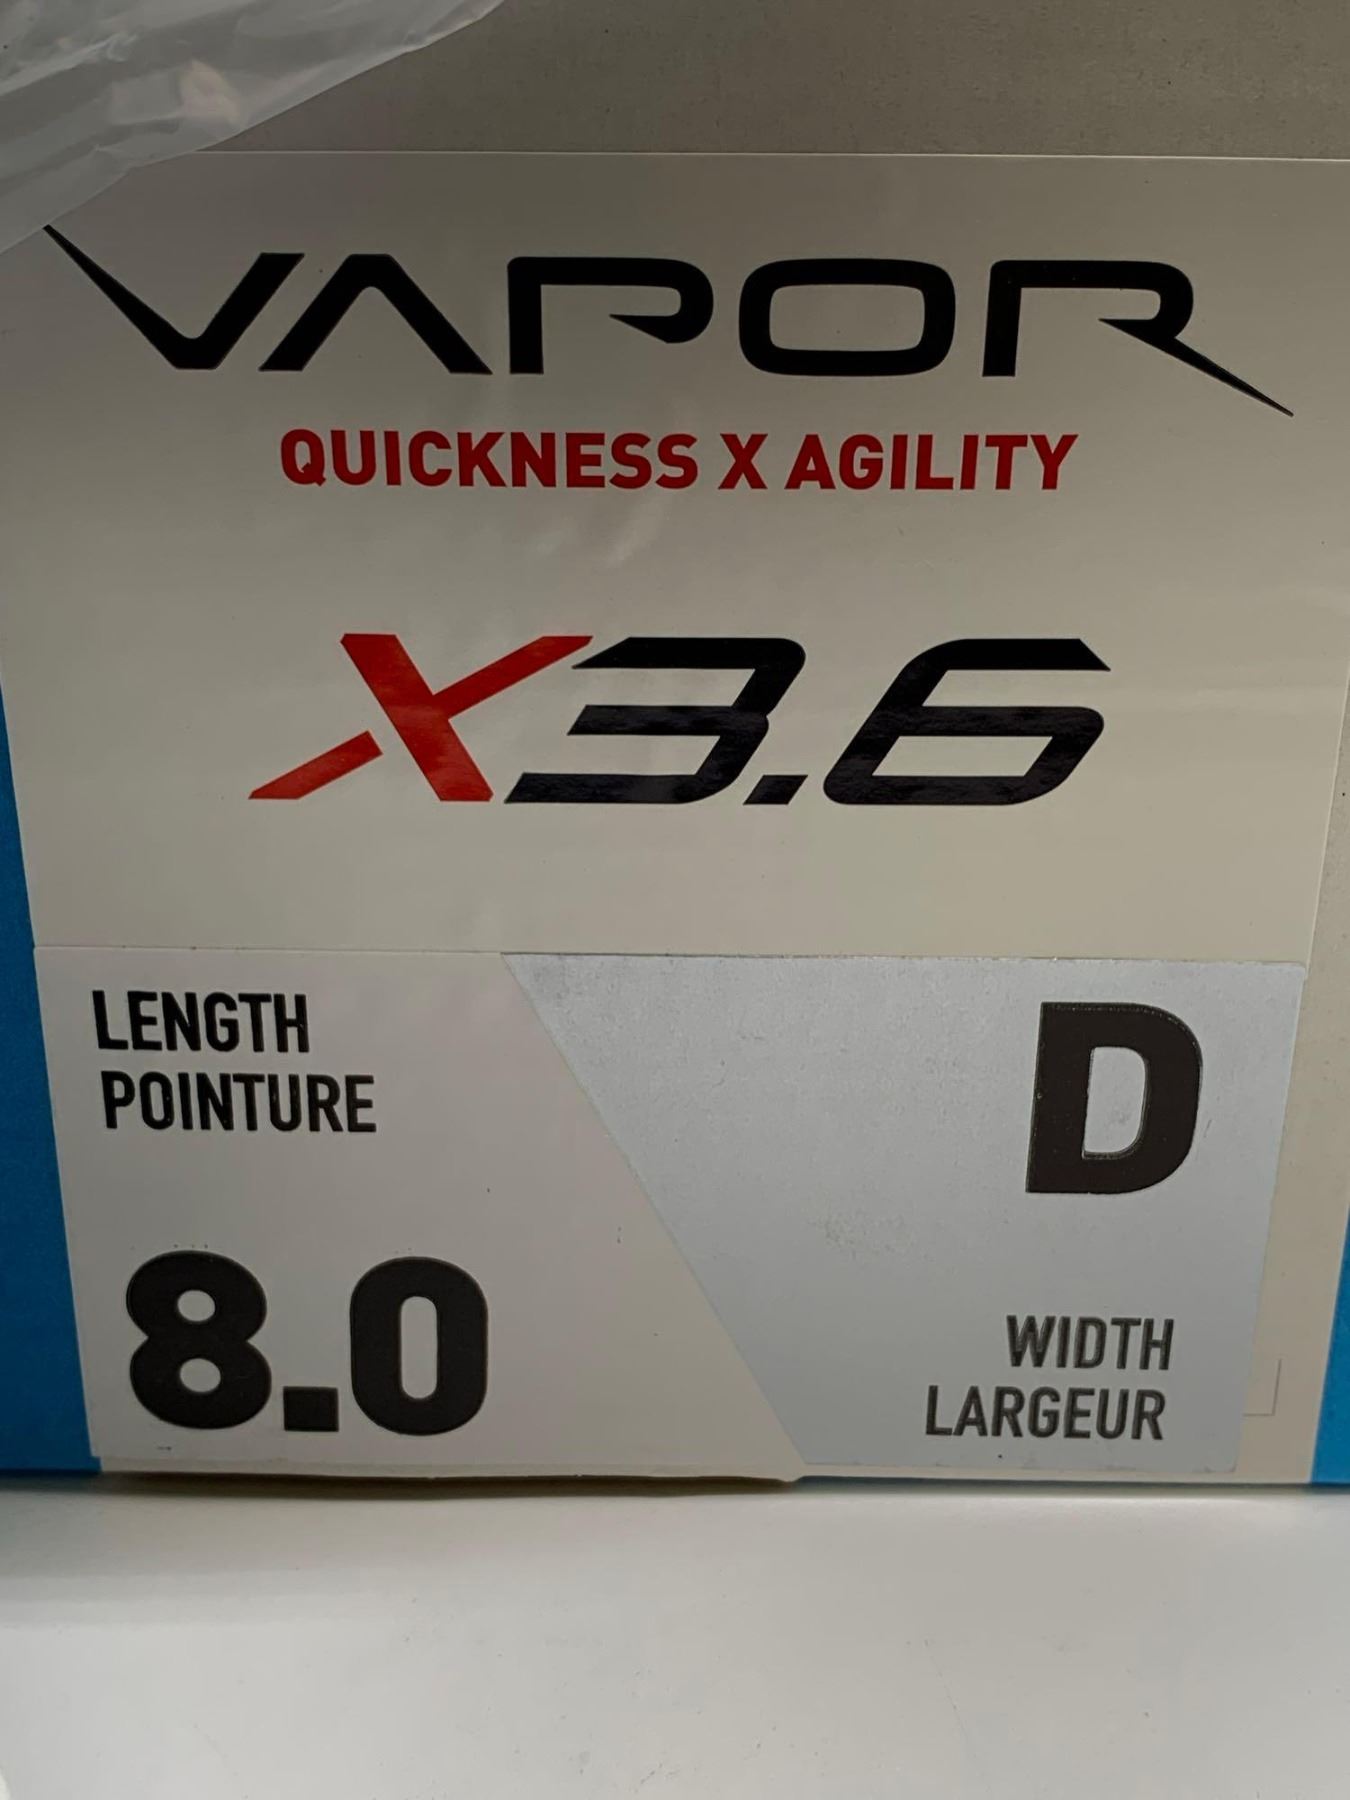 VAPOR
QUICKNESS X AGILITY
X3.6
LENGTH
POINTURE
8.0
D
WIDTH
LARGEUR